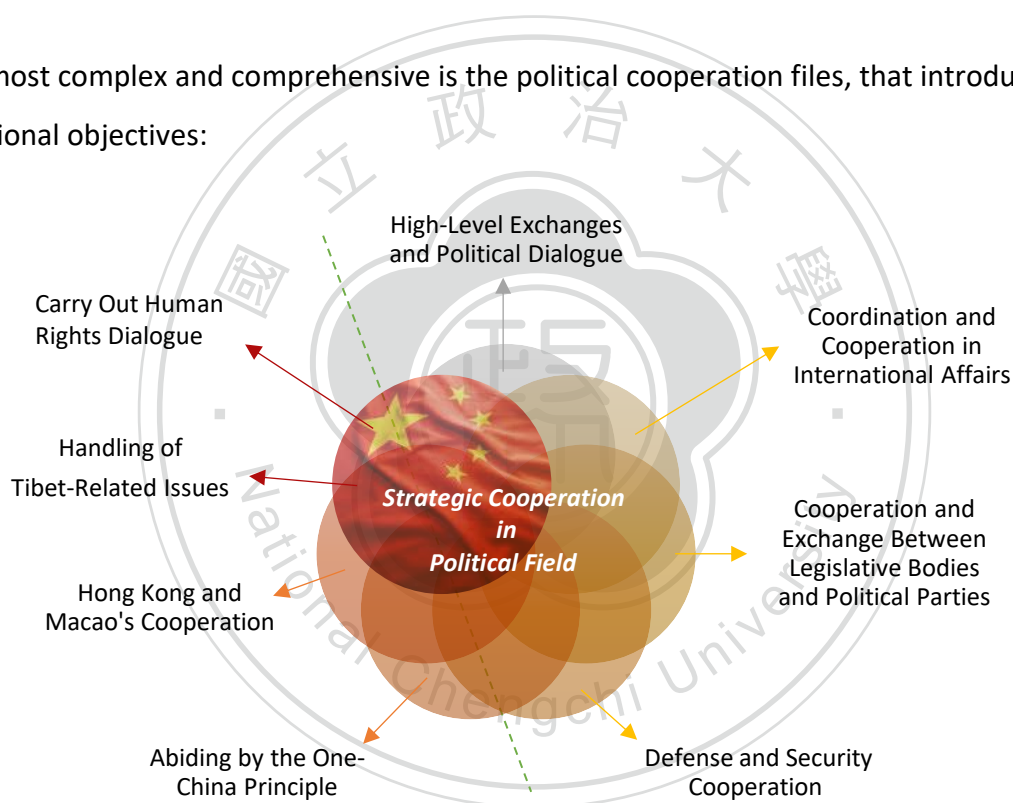 most complex and comprehensive is the political cooperation files, that introdu
ional objectives:
國立政治大學
High-Level Exchanges
and Political Dialogue
Carry Out Human
Rights Dialogue
Coordination and
Cooperation in
International Affairs
Handling of
Tibet-Related Issues
Strategic Cooperation
in
Political Field
Cooperation and
Exchange Between
Legislative Bodies
and Political Parties
Hong Kong and
Macao's Cooperation
National Chengchi University
Abiding by the One-
China Principle
Defense and Security
Cooperation